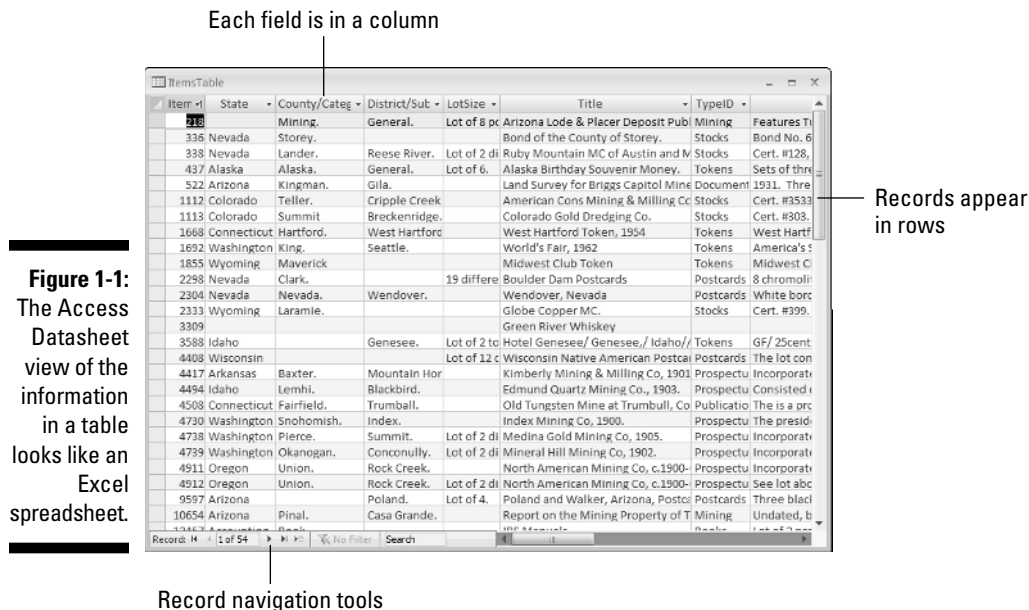 Each field is in a column
ItemsTable
Item State County/Categ District/Sub LotSize Title TypeID
218 Mining. General. Lot of 8 pc Arizona Lode & Placer Deposit Publ Mining Features T
336 Nevada Storey. Bond of the County of Storey. Stocks Bond No. 6
338 Nevada Lander. Reese River. Lot of 2 di Ruby Mountain MC of Austin and M Stocks Cert. #128,
437 Alaska Alaska. General. Lot of 6. Alaska Birthday Souvenir Money. Tokens Sets of thre
522 Arizona Kingman. Gila. Land Survey for Briggs Capitol Mine Document 1931. Thre
1112 Colorado Teller. Cripple Creek American Cons Mining & Milling Co Stocks Cert. #3533
1113 Colorado Summit Breckenridge. Colorado Gold Dredging Co. Stocks Cert. #303.
1668 Connecticut Hartford. West Hartford West Hartford Token, 1954 Tokens West Hartf
1692 Washington King. Seattle. World's Fair, 1962 Tokens America's S
1855 Wyoming Maverick Midwest Club Token Tokens Midwest Cl
2298 Nevada Clark. 19 differe Boulder Dam Postcards Postcards 8 chromoli
2304 Nevada Nevada. Wendover. Wendover, Nevada Postcards White bord
2333 Wyoming Laramie. Globe Copper MC. Stocks Cert. #399.
3309 Green River Whiskey
3588 Idaho Genesee. Lot of 2 to Hotel Genesee/ Genesee,/ Idaho// Tokens GF/ 25cent
4408 Wisconsin Lot of 12 c Wisconsin Native American Postcar Postcards The lot con
4417 Arkansas Baxter. Mountain Hor Kimberly Mining & Milling Co, 1901 Prospectu Incorporate
4494 Idaho Lemhi. Blackbird. Edmund Quartz Mining Co., 1903. Prospectu Consisted
4508 Connecticut Fairfield. Trumball. Old Tungsten Mine at Trumbull, Co Publicatio The is a pro
4730 Washington Snohomish. Index. Index Mining Co, 1900. Prospectu The presid
4738 Washington Pierce. Summit. Lot of 2 di Medina Gold Mining Co, 1905. Prospectu Incorporate
4739 Washington Okanogan. Conconully. Lot of 2 di Mineral Hill Mining Co, 1902. Prospectu Incorporate
4911 Oregon Union. Rock Creek. North American Mining Co, c.1900- Prospectu Incorporate
4912 Oregon Union. Rock Creek. Lot of 2 di North American Mining Co, c.1900- Prospectu See lot abc
9597 Arizona Poland. Lot of 4. Poland and Walker, Arizona, Postca Postcards Three blac
10654 Arizona Pinal. Casa Grande. Report on the Mining Property of T Mining Undated, b
Record: 1 of 54 No Filter Search
Records appear
in rows
Figure 1-1:
The Access
Datasheet
view of the
information
in a table
looks like an
Excel
spreadsheet.
Record navigation tools